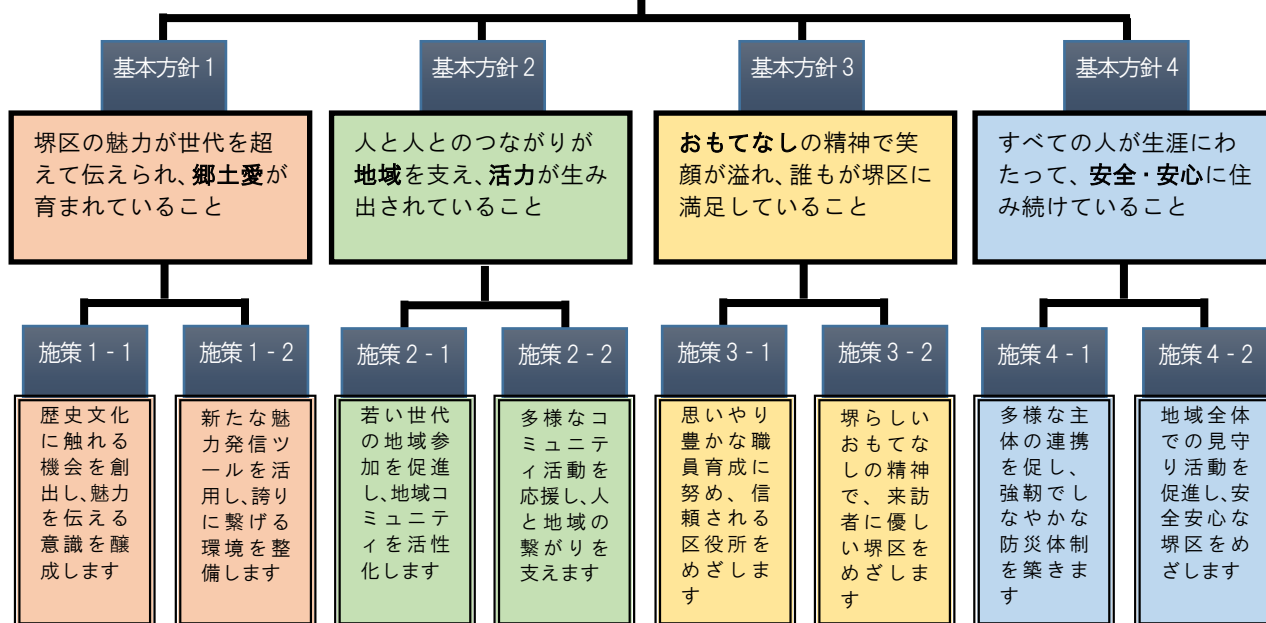 基本方針1
基本方針2
基本方針3
基本方針4
堺区の魅力が世代を超
えて伝えられ、郷土愛が
育まれていること
人と人とのつながりが
地域を支え、活力が生み
出されていること
おもてなしの精神で笑
顔が溢れ、誰もが堺区に
満足していること
すべての人が生涯にわ
たって、安全・安心に住
み続けていること
施策1-1
施策1-2
施策2-1
施策2-2
施策3-1
施策3-2
施策4-1
施策4-2
歴史文化
に触れる
機会を創
出し、魅力
を伝える
意識を醸
成します
新たな魅
力発信ツ
ールを活
用し、誇り
に繋げる
環境を整
備します
若い世代
の地域参
加を促進
し、地域コ
ミュニテ
ィを活性
化します
多様なコ
ミュニテ
ィ活動を
応援し、人
と地域の
繋がりを
支えます
思いやり
豊かな職
員育成に
努め、信
頼される
区役所を
めざしま
す
堺らしい
おもてな
しの精神
で、来訪
者に優し
い堺区を
めざしま
す
多様な主
体の連携
を促し、
強靭でし
なやかな
防災体制
を築きま
す
地域全体
での見守
り活動を
促進し、安
全安心な
堺区をめ
ざします